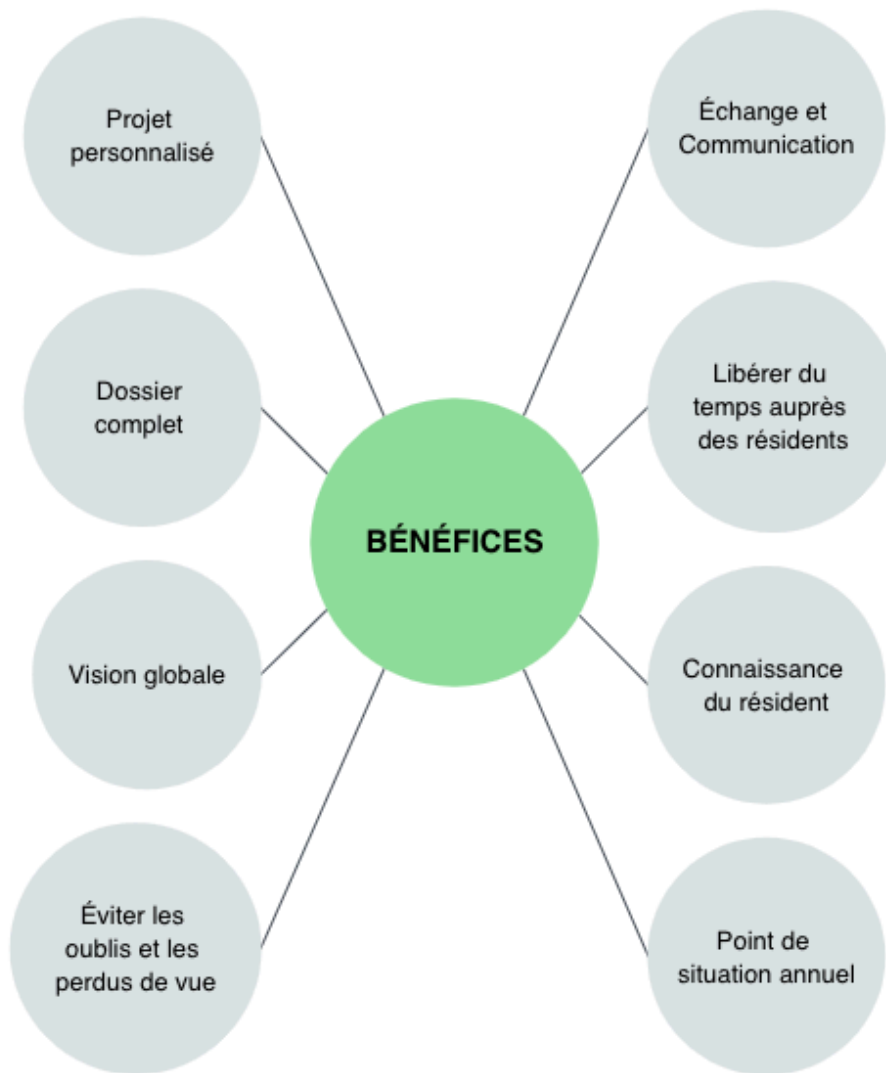 Projet
personnalisé
Échange et
Communication
Dossier
complet
Libérer du
temps auprès
des résidents
BÉNÉFICES
Vision globale
Connaissance
du résident
Éviter les
oublis et les
perdus de vue
Point de
situation annuel